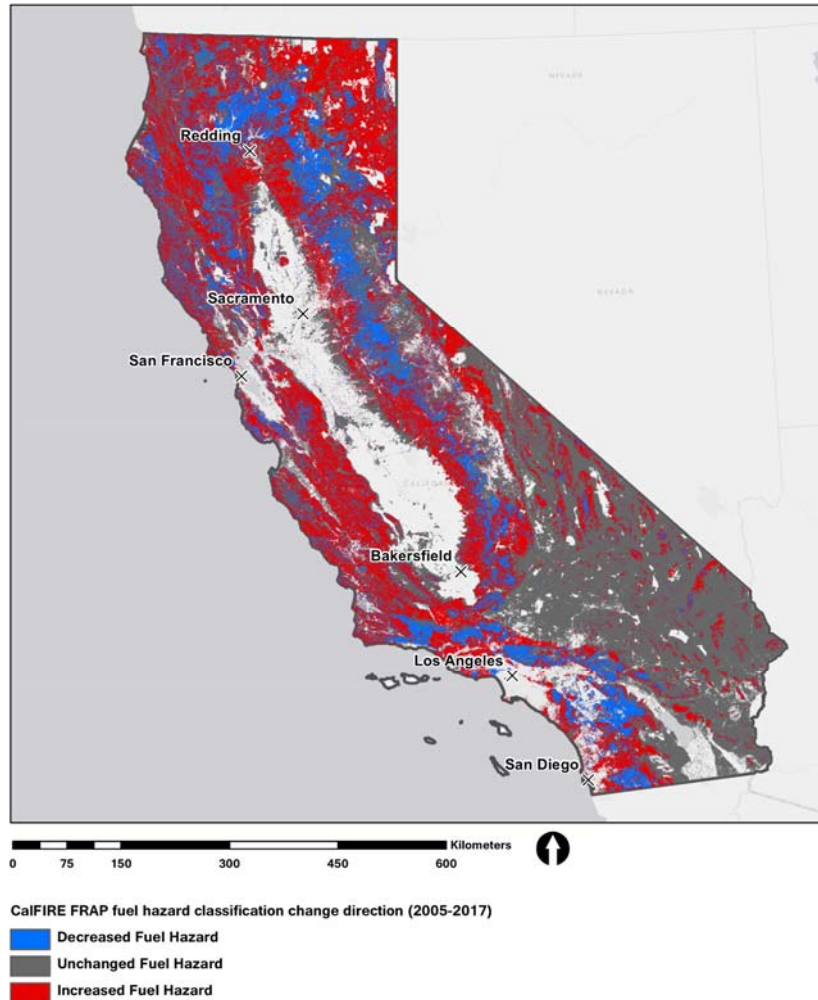 NEVADA
Redding
NEVADA
Sacramento
San Francisco
CALIFORNIA
Bakersfield
Los Angeles
San Diego
Kilometers
0 75 150 300 450 600
CalFIRE FRAP fuel hazard classification change direction (2005-2017)
Decreased Fuel Hazard
Unchanged Fuel Hazard
Increased Fuel Hazard